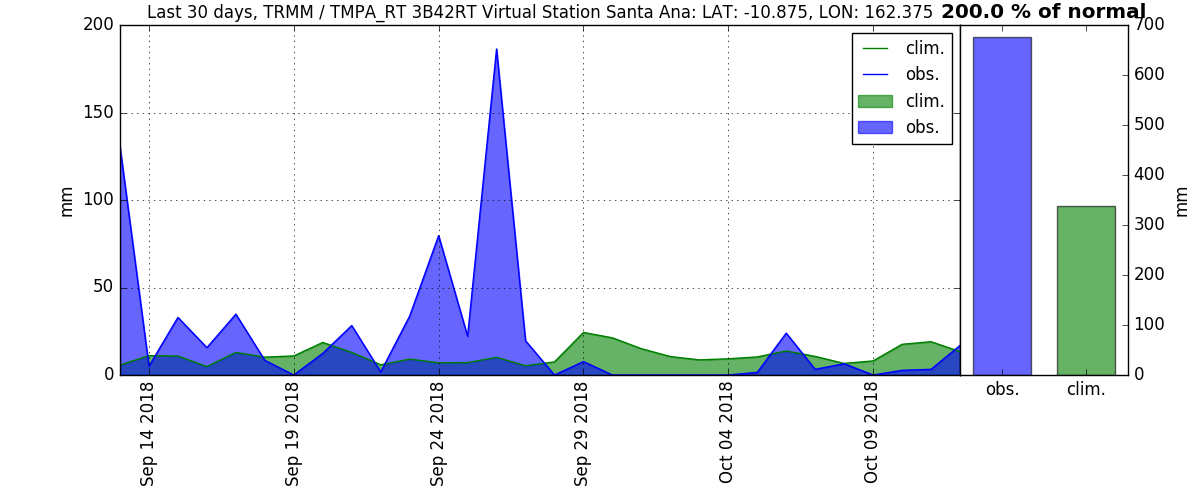 Last 30 days, TRMM / TMPA_RT 3B42RT Virtual Station Santa Ana: LAT: -10.875, LON: 162.375 200.0 % of normal
200
150
100
50
0
mm
clim.
obs.
clim.
obs.
Sep 14 2018
Sep 19 2018
Sep 24 2018
Sep 29 2018
Oct 04 2018
Oct 09 2018
700
600
500
400
300
200
100
0
mm
obs. clim.